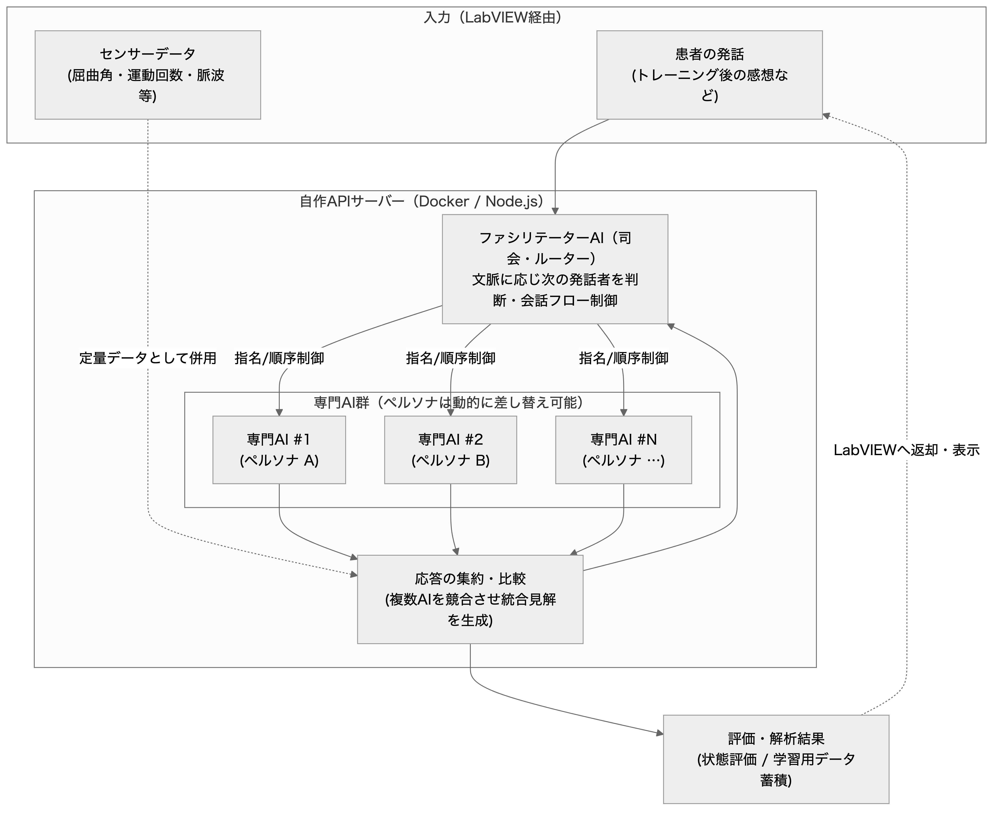 入力（LabVIEW経由）
センサーデータ
(屈曲角・運動回数・脈波
等)
患者の発話
(トレーニング後の感想な
ど)
自作APIサーバー（Docker / Node.js）
ファシリテーターAI（司
会・ルーター）
文脈に応じ次の発話者を判
断・会話フロー制御
定量データとして併用
指名/順序制御
指名/順序制御
指名/順序制御
専門AI群（ペルソナは動的に差し替え可能）
専門AI #1
(ペルソナ A)
専門AI #2
(ペルソナ B)
専門AI #N
(ペルソナ …)
LabVIEWへ返却・表示
応答の集約・比較
(複数AIを競合させ統合見解
を生成)
評価・解析結果
(状態評価 / 学習用データ
蓄積)